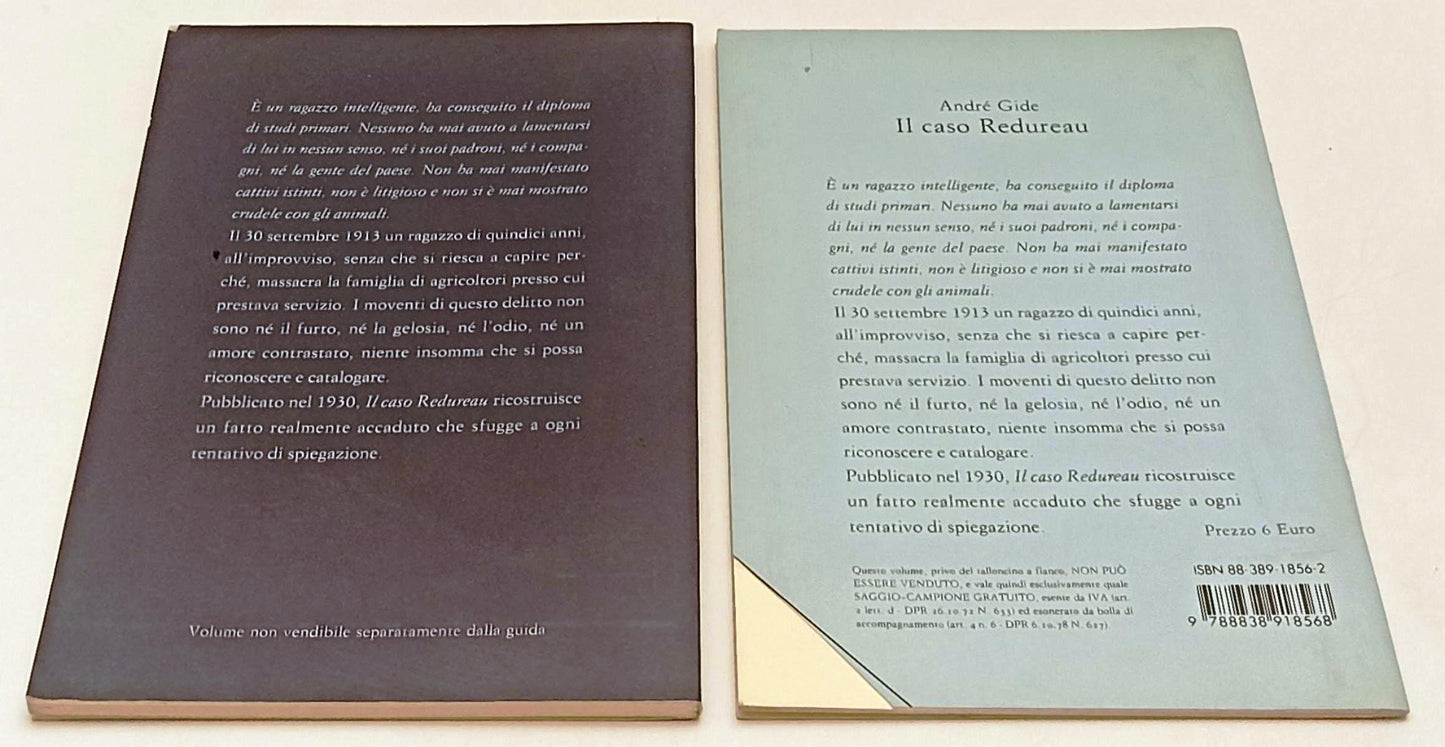 È un ragazzo intelligente, ha conseguito il diploma
di studi primari. Nessuno ha mai avuto a lamentarsi
di lui in nessun senso, né i suoi padroni, né i compa-
gni, né la gente del paese. Non ha mai manifestato
cattivi istinti, non è litigioso e non si è mai mostrato
crudele con gli animali.
Il 30 settembre 1913 un ragazzo di quindici anni,
all'improvviso, senza che si riesca a capire per-
ché, massacra la famiglia di agricoltori presso cui
prestava servizio. I moventi di questo delitto non
sono né il furto, né la gelosia, né l'odio, né un
amore contrastato, niente insomma che si possa
riconoscere e catalogare.
Pubblicato nel 1930, Il caso Redureau ricostruisce
un fatto realmente accaduto che sfugge a ogni
tentativo di spiegazione.
Volume non vendibile separatamente dalla guida
André Gide
Il caso Redureau
È un ragazzo intelligente, ha conseguito il diploma
di studi primari. Nessuno ha mai avuto a lamentarsi
di lui in nessun senso, né i suoi padroni, né i compa-
gni, né la gente del paese. Non ha mai manifestato
cattivi istinti, non è litigioso e non si è mai mostrato
crudele con gli animali.
Il 30 settembre 1913 un ragazzo di quindici anni,
all'improvviso, senza che si riesca a capire per-
ché, massacra la famiglia di agricoltori presso cui
prestava servizio. I moventi di questo delitto non
sono né il furto, né la gelosia, né l'odio, né un
amore contrastato, niente insomma che si possa
riconoscere e catalogare.
Pubblicato nel 1930, Il caso Redureau ricostruisce
un fatto realmente accaduto che sfugge a ogni
tentativo di spiegazione.
Prezzo 6 Euro
Questo volume, privo del talloncino a fianco, NON PUÒ
ESSERE VENDUTO, e vale quindi esclusivamente quale
SAGGIO-CAMPIONE GRATUITO, esente da IVA (art.
2 lett. d - DPR 26.10.72 N. 633) ed esonerato da bolla di
accompagnamento (art. 4 n. 6 - DPR 6.10.78 N. 627).
ISBN 88-389-1856-2
9 788838 918568